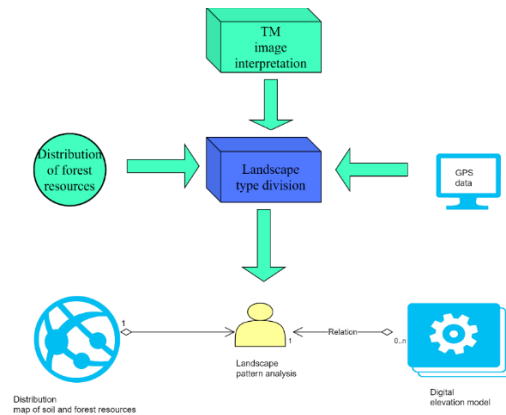 TM
image
interpretation
Distribution
of forest
resources
Landscape
type division
GPS
data
1
1
Relation
0..n
Landscape
pattern analysis
Distribution
map of soil and forest resources
Digital
elevation model